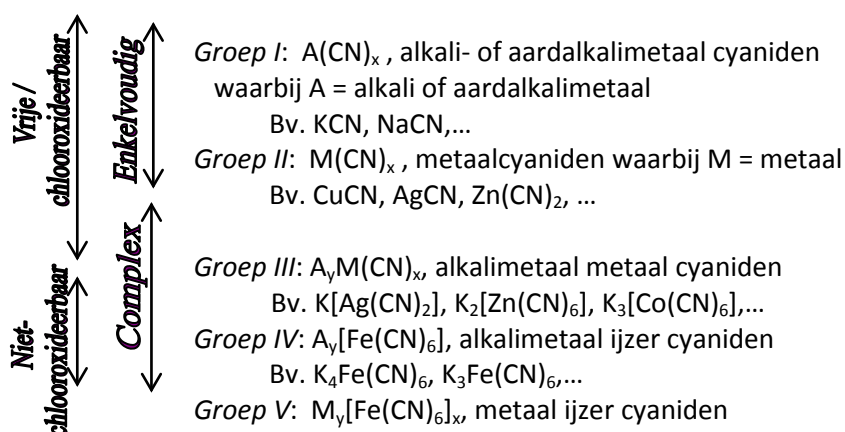 Vrije /
chlooroxideerbaar
Niet-
chlooroxideerbaar
Enkelvoudig
Complex
Groep I: A(CN)ₓ , alkali- of aardalkalimetaal cyaniden
waarbij A = alkali of aardalkalimetaal
Bv. KCN, NaCN,…
Groep II: M(CN)ₓ , metaalcyaniden waarbij M = metaal
Bv. CuCN, AgCN, Zn(CN)₂, …
Groep III: AᵧM(CN)ₓ, alkalimetaal metaal cyaniden
Bv. K[Ag(CN)₂], K₂[Zn(CN)₆], K₃[Co(CN)₆],…
Groep IV: Aᵧ[Fe(CN)₆], alkalimetaal ijzer cyaniden
Bv. K₄Fe(CN)₆, K₃Fe(CN)₆,…
Groep V: Mᵧ[Fe(CN)₆]ₓ, metaal ijzer cyaniden